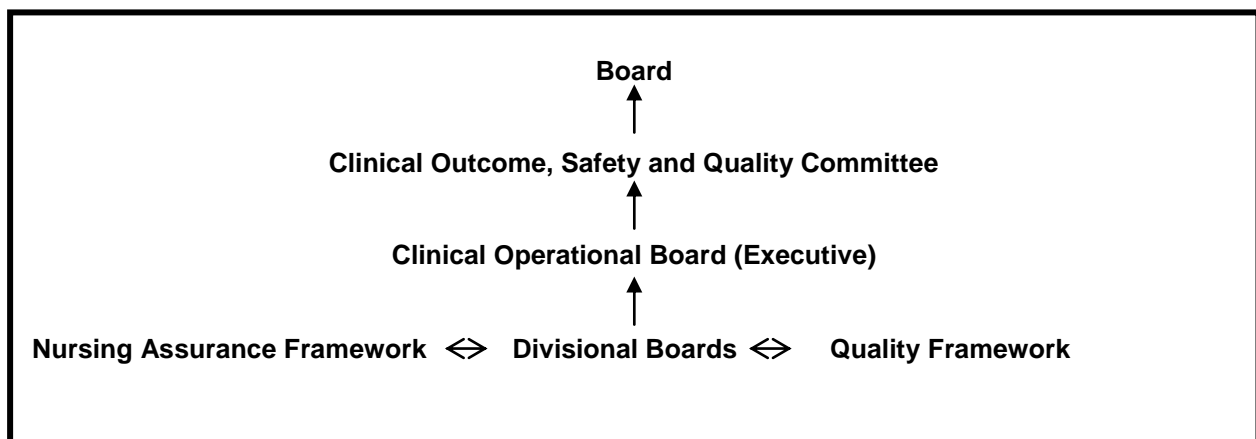 Board
Clinical Outcome, Safety and Quality Committee
Clinical Operational Board (Executive)
Nursing Assurance Framework Divisional Boards Quality Framework